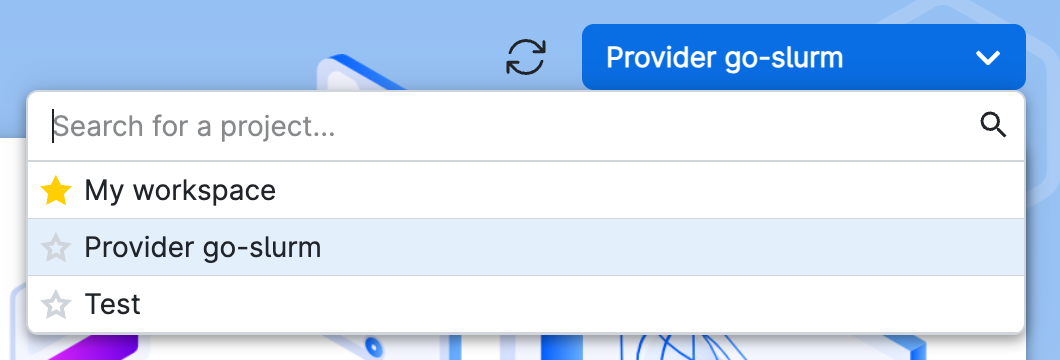 Provider go-slurm
Search for a project...
My workspace
Provider go-slurm
Test